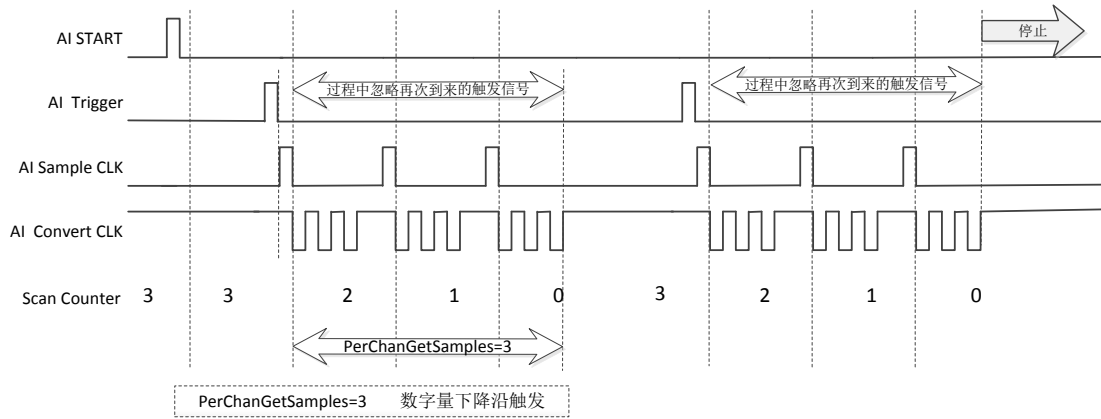 AI START
停止
AI Trigger
过程中忽略再次到来的触发信号
过程中忽略再次到来的触发信号
AI Sample CLK
AI Convert CLK
Scan Counter 3 3 2 1 0 3 2 1 0
PerChanGetSamples=3
PerChanGetSamples=3 数字量下降沿触发